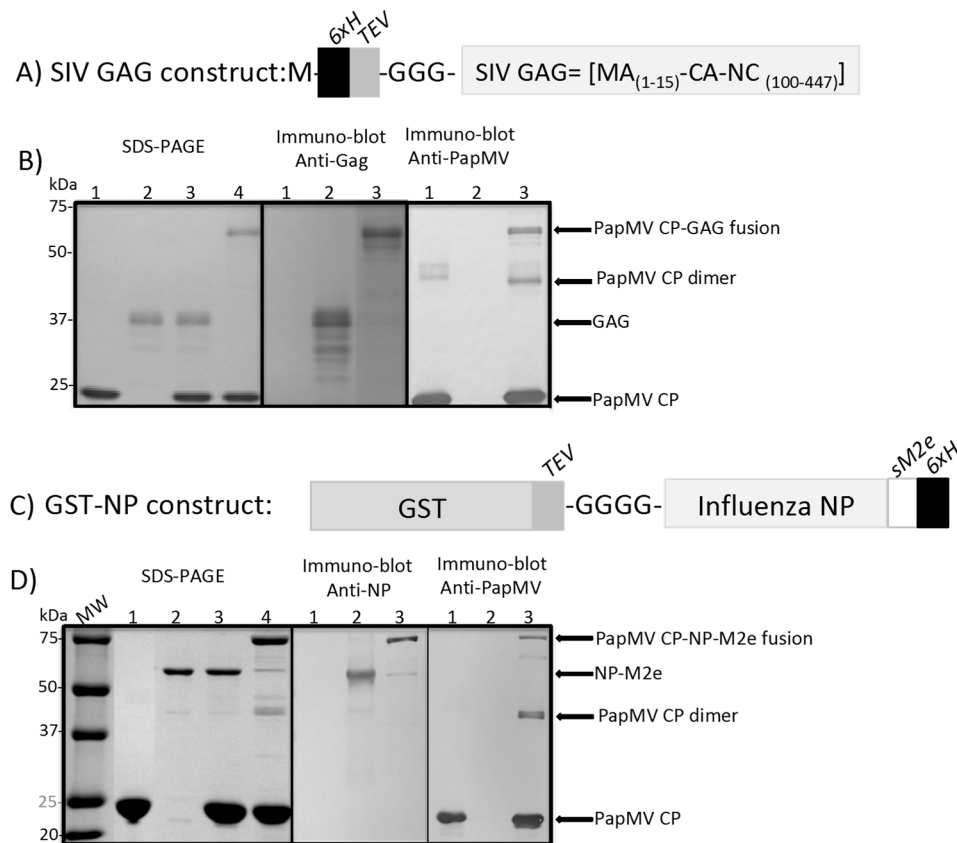 6xH
TEV
A) SIV GAG construct:M-
-GGG-
SIV GAG= [MA(1-15)-CA-NC (100-447)]
B)
SDS-PAGE
Immuno-blot
Anti-Gag
Immuno-blot
Anti-PapMV
kDa
1 2 3 4 1 2 3 1 2 3
75-
PapMV CP-GAG fusion
50-
PapMV CP dimer
37-
GAG
25-
PapMV CP
C) GST-NP construct:
GST
TEV
-GGGG-
Influenza NP
sM2e
6xH
D)
SDS-PAGE
Immuno-blot
Anti-NP
Immuno-blot
Anti-PapMV
kDa
MW 1 2 3 4 1 2 3 1 2 3
75-
PapMV CP-NP-M2e fusion
NP-M2e
50-
PapMV CP dimer
37-
25-
PapMV CP
20-